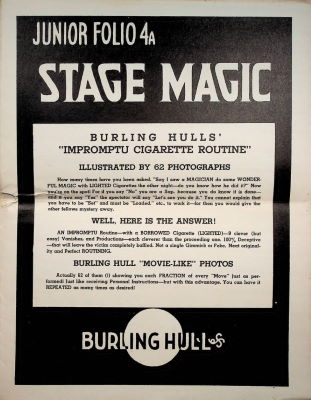 JUNIOR FOLIO 4A
STAGE MAGIC
BURLING HULLS'
"IMPROMPTU CIGARETTE ROUTINE"
ILLUSTRATED BY 62 PHOTOGRAPHS
How many times have you been asked, "Say I saw a MAGICIAN do some WONDER-
FUL MAGIC with LIGHTED Cigarettes the other night—do you know how he did it?" Now
you're on the spot! For if you say "No" you are a flop, because you do know it is done—
and if you say "Yes" the spectator will say "Let's see you do it." You cannot explain that
you have to be "Set" and must be "Loaded," etc. to work it—for then you would give the
other fellows mystery away.
WELL, HERE IS THE ANSWER!
AN IMPROMPTU Routine—with a BORROWED Cigarette (LIGHTED)—9 clever (but
easy) Vanishes, and Productions—each cleverer than the proceeding one. 100% Deceptive
—that will leave the victims completely baffled. Not a single Gimmick or Fake. Neat original-
ity and Perfect ROUTINING.
BURLING HULL "MOVIE-LIKE" PHOTOS
Actually 62 of them (!) showing you each FRACTION of every "Move" just as per-
formed! Just like receiving Personal Instructions—but with this advantage. You can have it
REPEATED as many times as desired!
BURLING HULL